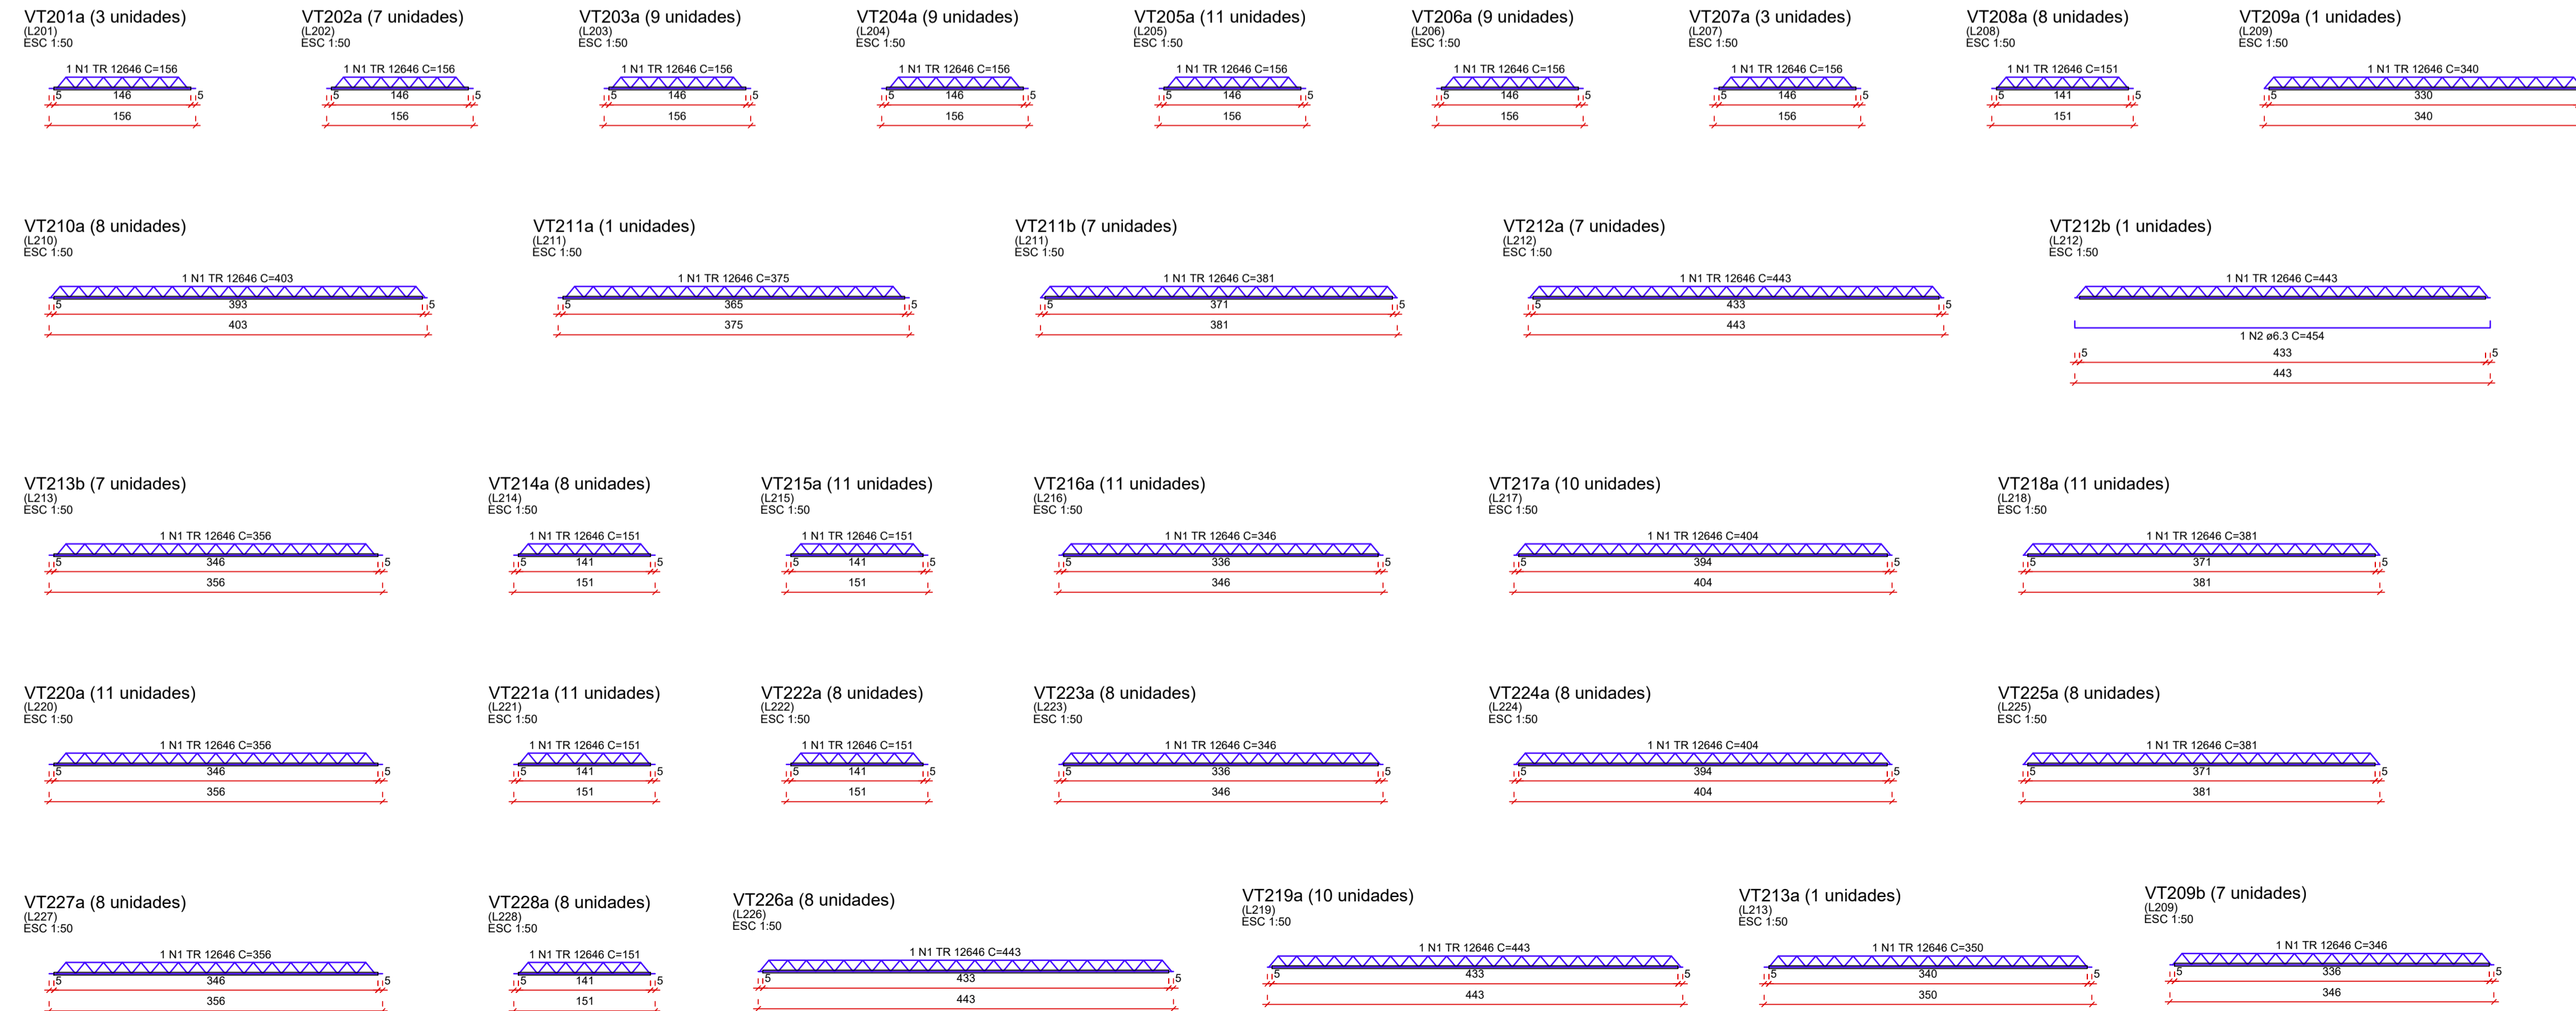 VT201a (3 unidades)
(L201)
ESC 1:50
1 N1 TR 12646 C=156
5 146 5
156
VT202a (7 unidades)
(L202)
ESC 1:50
1 N1 TR 12646 C=156
5 146 5
156
VT203a (9 unidades)
(L203)
ESC 1:50
1 N1 TR 12646 C=156
5 146 5
156
VT204a (9 unidades)
(L204)
ESC 1:50
1 N1 TR 12646 C=156
5 146 5
156
VT205a (11 unidades)
(L205)
ESC 1:50
1 N1 TR 12646 C=156
5 146 5
156
VT206a (9 unidades)
(L206)
ESC 1:50
1 N1 TR 12646 C=156
5 146 5
156
VT207a (3 unidades)
(L207)
ESC 1:50
1 N1 TR 12646 C=156
5 146 5
156
VT208a (8 unidades)
(L208)
ESC 1:50
1 N1 TR 12646 C=151
5 141 5
151
VT209a (1 unidades)
(L209)
ESC 1:50
1 N1 TR 12646 C=340
5 330
340
VT210a (8 unidades)
(L210)
ESC 1:50
1 N1 TR 12646 C=403
5 393 5
403
VT211a (1 unidades)
(L211)
ESC 1:50
1 N1 TR 12646 C=375
5 365 5
375
VT211b (7 unidades)
(L211)
ESC 1:50
1 N1 TR 12646 C=381
5 371 5
381
VT212a (7 unidades)
(L212)
ESC 1:50
1 N1 TR 12646 C=443
5 433 5
443
VT212b (1 unidades)
(L212)
ESC 1:50
1 N1 TR 12646 C=443
1 N2 ø6.3 C=454
5 433 5
443
VT213b (7 unidades)
(L213)
ESC 1:50
1 N1 TR 12646 C=356
5 346 5
356
VT214a (8 unidades)
(L214)
ESC 1:50
1 N1 TR 12646 C=151
5 141 5
151
VT215a (11 unidades)
(L215)
ESC 1:50
1 N1 TR 12646 C=151
5 141 5
151
VT216a (11 unidades)
(L216)
ESC 1:50
1 N1 TR 12646 C=346
5 336 5
346
VT217a (10 unidades)
(L217)
ESC 1:50
1 N1 TR 12646 C=404
5 394 5
404
VT218a (11 unidades)
(L218)
ESC 1:50
1 N1 TR 12646 C=381
5 371 5
381
VT220a (11 unidades)
(L220)
ESC 1:50
1 N1 TR 12646 C=356
5 346 5
356
VT221a (11 unidades)
(L221)
ESC 1:50
1 N1 TR 12646 C=151
5 141 5
151
VT222a (8 unidades)
(L222)
ESC 1:50
1 N1 TR 12646 C=151
5 141 5
151
VT223a (8 unidades)
(L223)
ESC 1:50
1 N1 TR 12646 C=346
5 336 5
346
VT224a (8 unidades)
(L224)
ESC 1:50
1 N1 TR 12646 C=404
5 394 5
404
VT225a (8 unidades)
(L225)
ESC 1:50
1 N1 TR 12646 C=381
5 371 5
381
VT227a (8 unidades)
(L227)
ESC 1:50
1 N1 TR 12646 C=356
5 346 5
356
VT228a (8 unidades)
(L228)
ESC 1:50
1 N1 TR 12646 C=151
5 141 5
151
VT226a (8 unidades)
(L226)
ESC 1:50
1 N1 TR 12646 C=443
5 433 5
443
VT219a (10 unidades)
(L219)
ESC 1:50
1 N1 TR 12646 C=443
5 433 5
443
VT213a (1 unidades)
(L213)
ESC 1:50
1 N1 TR 12646 C=350
5 340 5
350
VT209b (7 unidades)
(L209)
ESC 1:50
1 N1 TR 12646 C=346
5 336 5
346